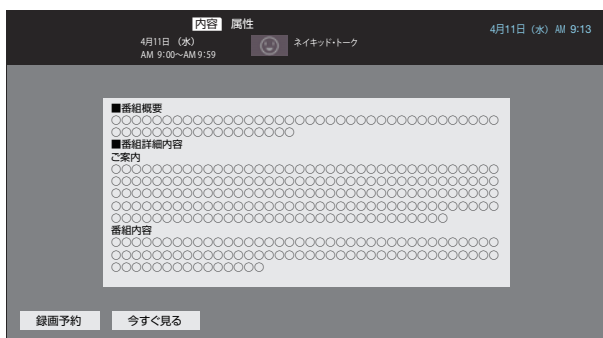 内容 属性
4月11日 （水）
AM 9:00～AM 9:59
ネイキッド・トーク
4月11日 （水） AM 9:13
■番組概要
○○○○○○○○○○○○○○○○○○○○○○○○○○○○○○○○○○○○○○
○○○○○○○○○○○○○○○○○○
■番組詳細内容
ご案内
○○○○○○○○○○○○○○○○○○○○○○○○○○○○○○○○○○○○○○
○○○○○○○○○○○○○○○○○○○○○○○○○○○○○○○○○○○○○○
○○○○○○○○○○○○○○○○○○○○○○○○○○○○○○○○○○○○○○
○○○○○○○○○○○○○○○○○○○○○○○○○○○○○○○○○○○○○○
○○○○○○○○○○○○○○○○○○○○○○○○○○○○○○○○○
番組内容
○○○○○○○○○○○○○○○○○○○○○○○○○○○○○○○○○○○○○○
○○○○○○○○○○○○○○○○○○○○○○○○○○○○○○○○○○○○○○
○○○○○○○○○○○○○○○
録画予約 今すぐ見る